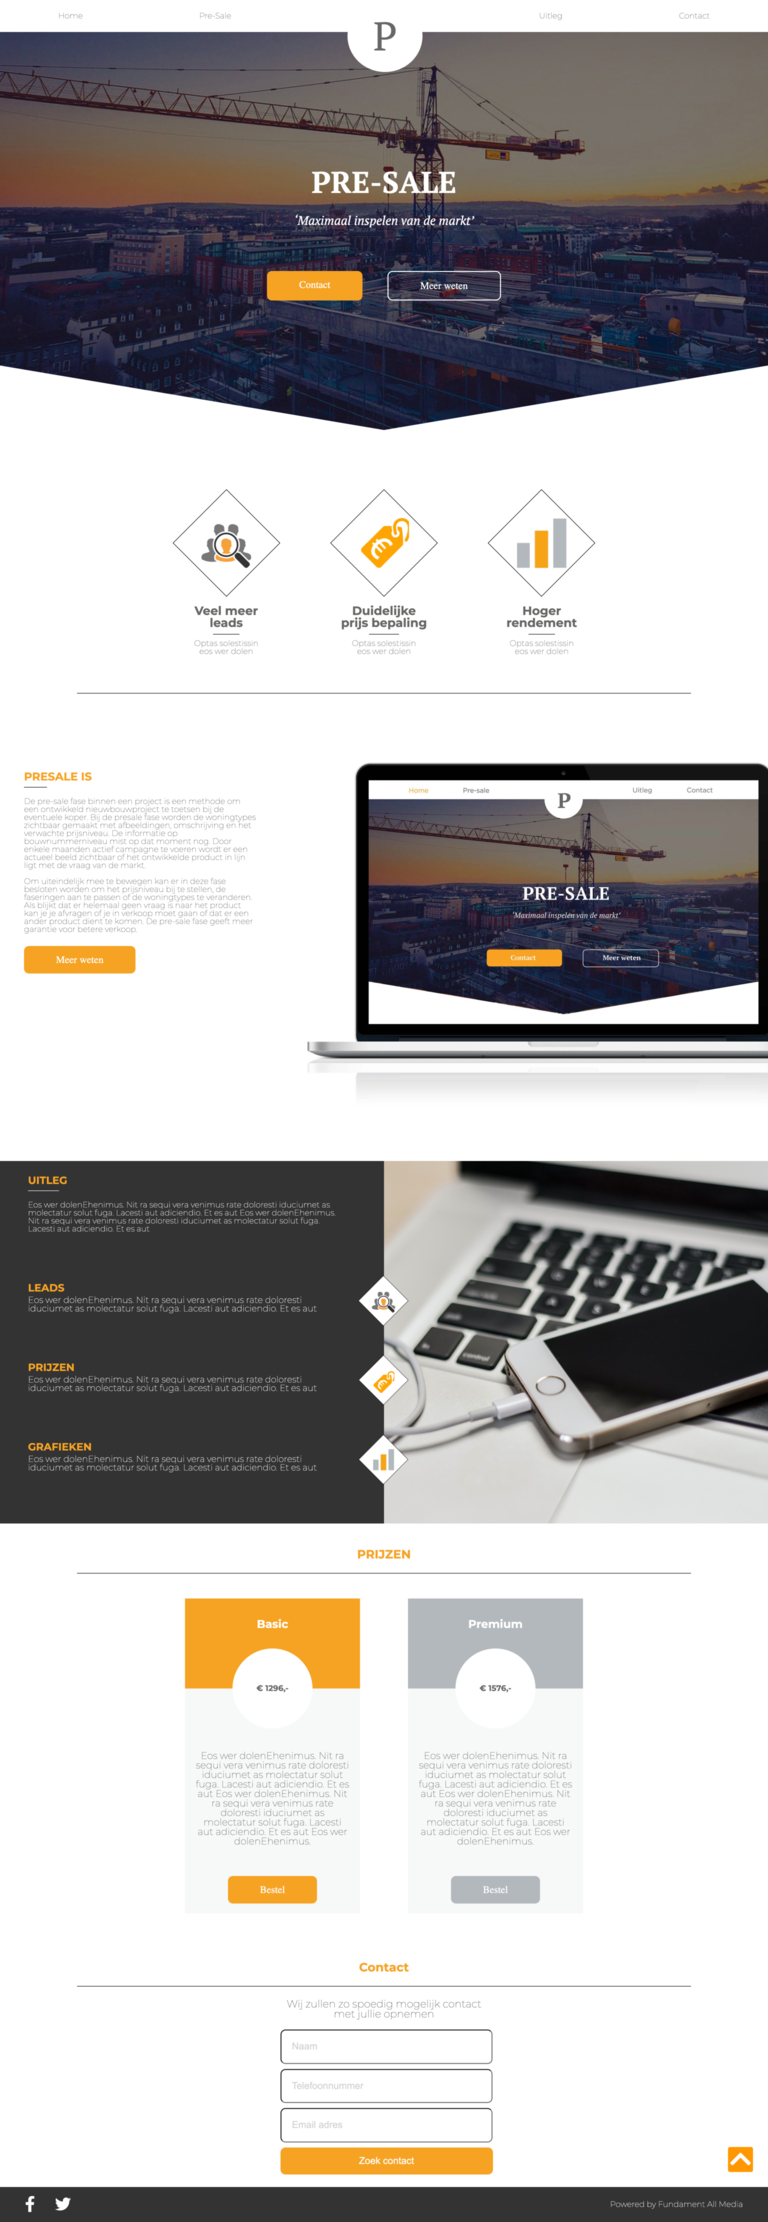 Home
Pre-Sale
P
Uitleg
Contact
PRE-SALE
‘Maximaal inspelen van de markt’
Contact
Meer weten
Veel meer
leads
Optas solestissin
eos wer dolen
Duidelijke
prijs bepaling
Optas solestissin
eos wer dolen
Hoger
rendement
Optas solestissin
eos wer dolen
PRESALE IS
De pre-sale fase binnen een project is een methode om
een ontwikkeld nieuwbouwproject te toetsen bij de
eventuele koper. Bij de presale fase worden de woningtypes
zichtbaar gemaakt met afbeeldingen, omschrijving en het
verwachte prijsniveau. De informatie op
bouwnummerniveau mist op dat moment nog. Door
enkele maanden actief campagne te voeren wordt er een
actueel beeld zichtbaar of het ontwikkelde product in lijn
ligt met de vraag van de markt.
Om uiteindelijk mee te bewegen kan er in deze fase
besloten worden om het prijsniveau bij te stellen, de
faseringen aan te passen of de woningtypes te veranderen.
Als blijkt dat er helemaal geen vraag is naar het product
kan je je afvragen of je in verkoop moet gaan of dat er een
ander product dient te komen. De pre-sale fase geeft meer
garantie voor betere verkoop.
Meer weten
Home
Pre-sale
P
Uitleg
Contact
PRE-SALE
‘Maximaal inspelen van de markt’
Contact
Meer weten
UITLEG
Eos wer dolenEhenimus. Nit ra sequi vera venimus rate doloresti iduciumet as
molectatur solut fuga. Lacesti aut adiciendio. Et es aut Eos wer dolenEhenimus.
Nit ra sequi vera venimus rate doloresti iduciumet as molectatur solut fuga.
Lacesti aut adiciendio. Et es aut
LEADS
Eos wer dolenEhenimus. Nit ra sequi vera venimus rate doloresti
iduciumet as molectatur solut fuga. Lacesti aut adiciendio. Et es aut
PRIJZEN
Eos wer dolenEhenimus. Nit ra sequi vera venimus rate doloresti
iduciumet as molectatur solut fuga. Lacesti aut adiciendio. Et es aut
GRAFIEKEN
Eos wer dolenEhenimus. Nit ra sequi vera venimus rate doloresti
iduciumet as molectatur solut fuga. Lacesti aut adiciendio. Et es aut
control
PRIJZEN
Basic
€ 1296,-
Eos wer dolenEhenimus. Nit ra
sequi vera venimus rate doloresti
iduciumet as molectatur solut
fuga. Lacesti aut adiciendio. Et es
aut Eos wer dolenEhenimus. Nit
ra sequi vera venimus rate
doloresti iduciumet as
molectatur solut fuga. Lacesti
aut adiciendio. Et es aut Eos wer
dolenEhenimus.
Bestel
Premium
€ 1576,-
Eos wer dolenEhenimus. Nit ra
sequi vera venimus rate doloresti
iduciumet as molectatur solut
fuga. Lacesti aut adiciendio. Et es
aut Eos wer dolenEhenimus. Nit
ra sequi vera venimus rate
doloresti iduciumet as
molectatur solut fuga. Lacesti
aut adiciendio. Et es aut Eos wer
dolenEhenimus.
Bestel
Contact
Wij zullen zo spoedig mogelijk contact
met jullie opnemen
Naam
Telefoonnummer
Email adres
Zoek contact
Powered by Fundament All Media